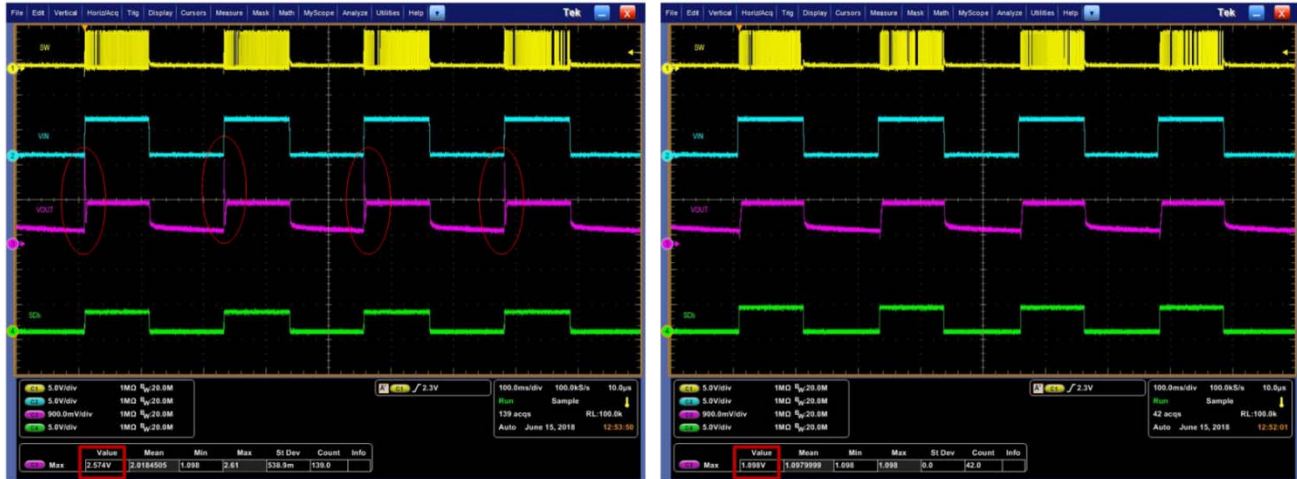 File Edit Vertical Horiz/Acq Trig Display Cursors Measure Mask Math MyScope Analyze Utilities Help Tek X
SW
1
VIN
2
VOUT
3
SDb
4
C1 5.0V/div 1MΩ BW:20.0M
C2 5.0V/div 1MΩ BW:20.0M
C3 900.0mV/div 1MΩ BW:20.0M
C4 5.0V/div 1MΩ BW:20.0M
A' C1 / 2.3V
100.0ms/div 100.0kS/s 10.0µs
Run Sample
139 acqs RL:100.0k
Auto June 15, 2018 12:53:50
Value Mean Min Max St Dev Count Info
C3 Max 2.574V 2.0184505 1.098 2.61 538.9m 139.0
File Edit Vertical Horiz/Acq Trig Display Cursors Measure Mask Math MyScope Analyze Utilities Help Tek X
SW
1
VIN
2
VOUT
3
SDb
4
C1 5.0V/div 1MΩ BW:20.0M
C2 5.0V/div 1MΩ BW:20.0M
C3 900.0mV/div 1MΩ BW:20.0M
C4 5.0V/div 1MΩ BW:20.0M
A' C1 / 2.3V
100.0ms/div 100.0kS/s 10.0µs
Run Sample
42 acqs RL:100.0k
Auto June 15, 2018 12:52:01
Value Mean Min Max St Dev Count Info
C3 Max 1.098V 1.0979999 1.098 1.098 0.0 42.0